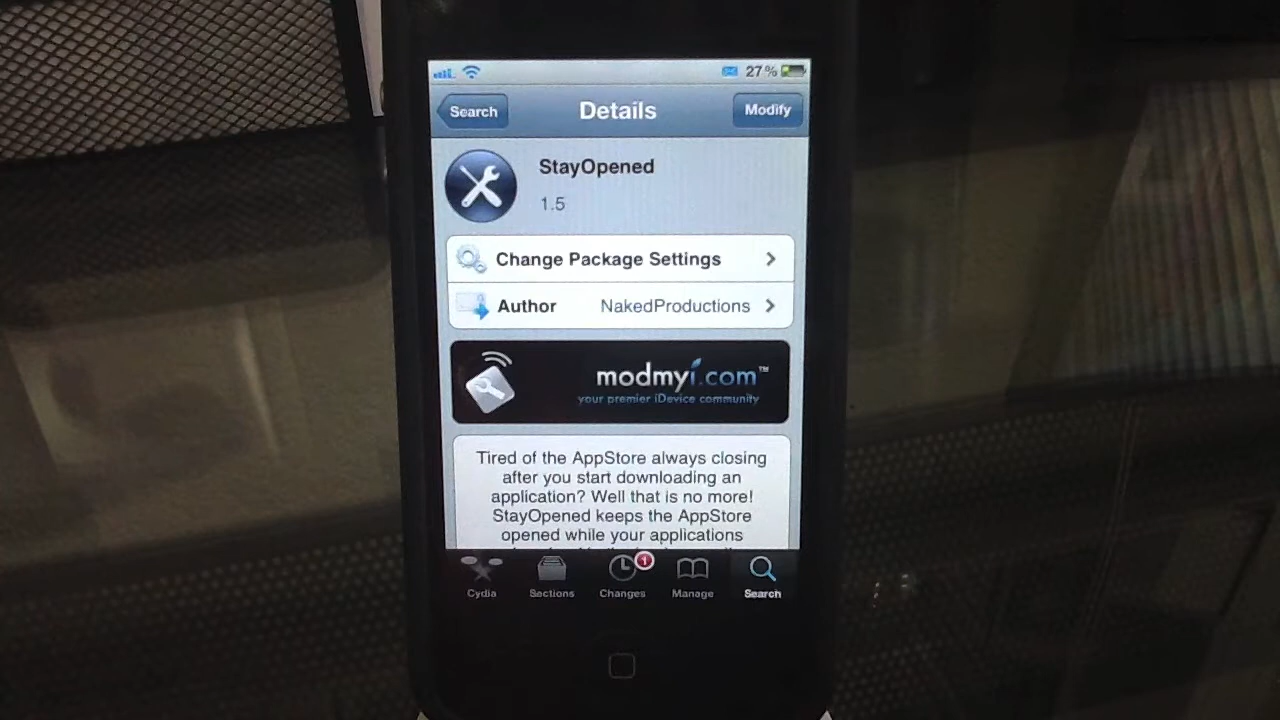 27%
Search
Details
Modify
StayOpened
1.5
Change Package Settings
Author NakedProductions
modmyi.com™
your premier iDevice community
Tired of the AppStore always closing
after you start downloading an
application? Well that is no more!
StayOpened keeps the AppStore
opened while your applications
1
Cydia
Sections
Changes
Manage
Search